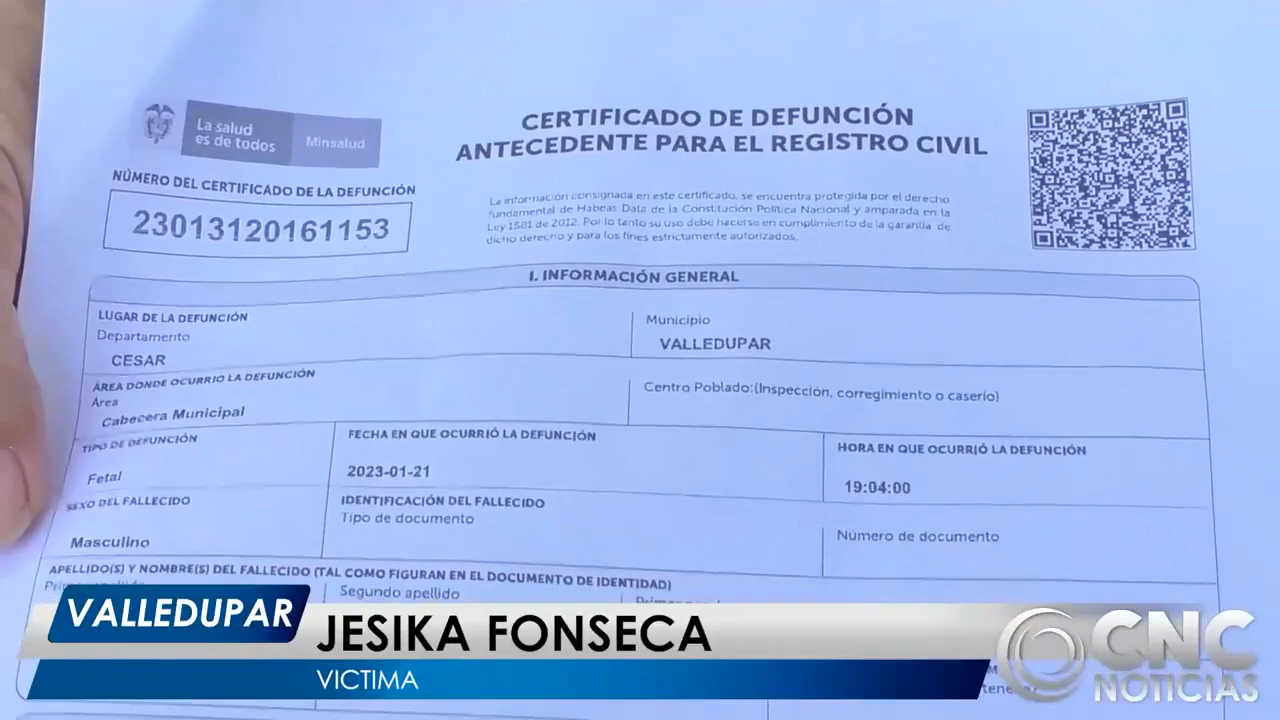 La salud
es de todos
Minsalud
CERTIFICADO DE DEFUNCIÓN
ANTECEDENTE PARA EL REGISTRO CIVIL
NÚMERO DEL CERTIFICADO DE LA DEFUNCIÓN
23013120161153
La información consignada en este certificado, se encuentra protegida por el derecho
fundamental de Habeas Data de la Constitución Política Nacional y amparada en la
Ley 1581 de 2012. Por lo tanto su uso debe hacerse en cumplimiento de la garantía de
dicho derecho y para los fines estrictamente autorizados.
I. INFORMACIÓN GENERAL
LUGAR DE LA DEFUNCIÓN
Departamento
CESAR
Municipio
VALLEDUPAR
ÁREA DONDE OCURRIO LA DEFUNCIÓN
Área
Cabecera Municipal
Centro Poblado:(Inspección, corregimiento o caserío)
TIPO DE DEFUNCIÓN
Fetal
FECHA EN QUE OCURRIÓ LA DEFUNCIÓN
2023-01-21
HORA EN QUE OCURRIÓ LA DEFUNCIÓN
19:04:00
SEXO DEL FALLECIDO
Masculino
IDENTIFICACIÓN DEL FALLECIDO
Tipo de documento
Número de documento
APELLIDO(S) Y NOMBRE(S) DEL FALLECIDO (TAL COMO FIGURAN EN EL DOCUMENTO DE IDENTIDAD)
Segundo apellido
VALLEDUPAR
JESIKA FONSECA
VICTIMA
CNC
NOTICIAS